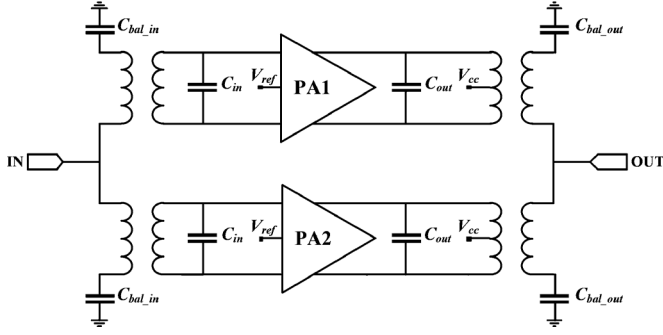 C_bal_in
C_bal_out
C_in
V_ref
PA1
C_out
V_cc
IN
OUT
C_in
V_ref
PA2
C_out
V_cc
C_bal_in
C_bal_out